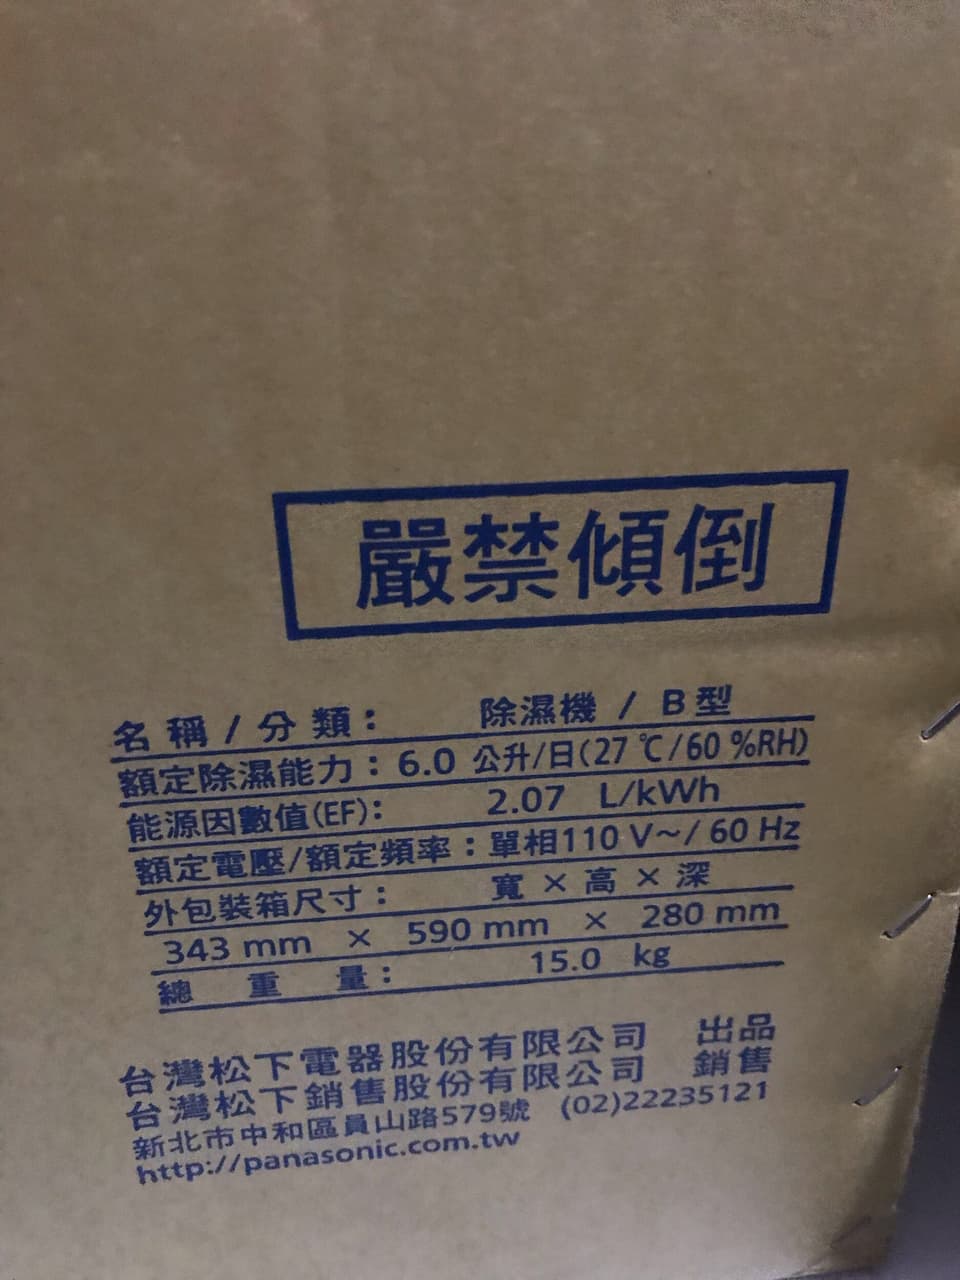 嚴禁傾倒
名稱/分類： 除濕機 / B型
額定除濕能力：6.0 公升/日(27 ℃/60 %RH)
能源因數值(EF)： 2.07 L/kWh
額定電壓/額定頻率：單相110 V～/ 60 Hz
外包裝箱尺寸： 寬 × 高 × 深
343 mm × 590 mm × 280 mm
總重量： 15.0 kg
台灣松下電器股份有限公司 出品
台灣松下銷售股份有限公司 銷售
新北市中和區員山路579號 (02)22235121
http://panasonic.com.tw